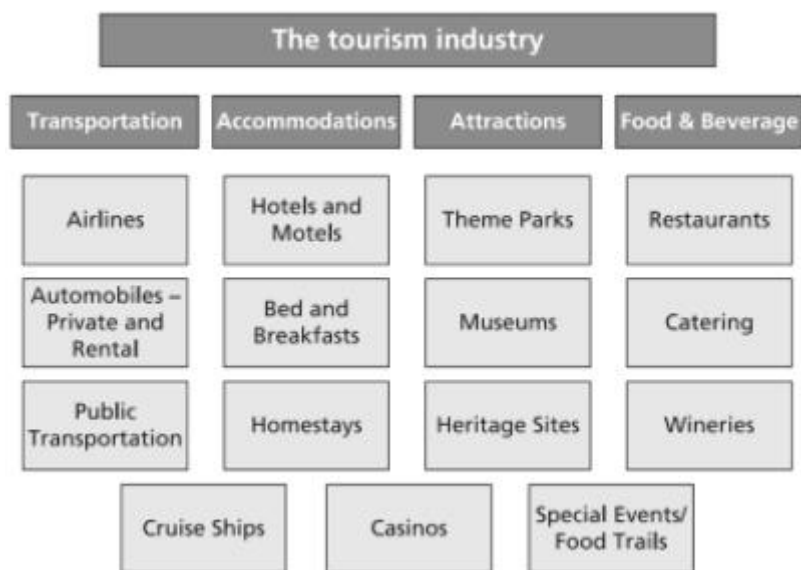 The tourism industry
Transportation
Accommodations
Attractions
Food & Beverage
Airlines
Hotels and
Motels
Theme Parks
Restaurants
Automobiles –
Private and
Rental
Bed and
Breakfasts
Museums
Catering
Public
Transportation
Homestays
Heritage Sites
Wineries
Cruise Ships
Casinos
Special Events/
Food Trails